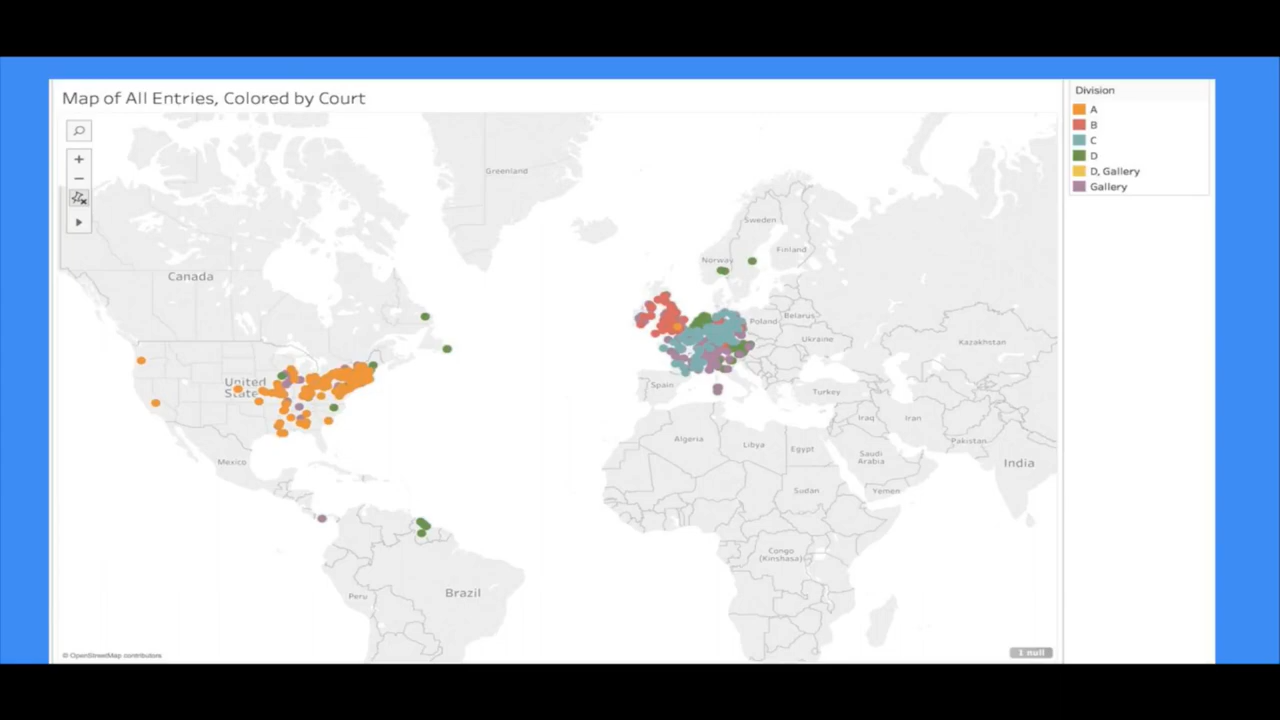 Map of All Entries, Colored by Court
Division
A
B
C
D
D, Gallery
Gallery
Greenland
Sweden
Finland
Norway
Canada
Poland
Belarus
Ukraine
Kazakhstan
United
States
Spain
Turkey
Iraq
Iran
Algeria
Libya
Egypt
Pakistan
Saudi
Arabia
India
Mexico
Sudan
Yemen
Congo
(Kinshasa)
Peru
Brazil
© OpenStreetMap contributors
1 null